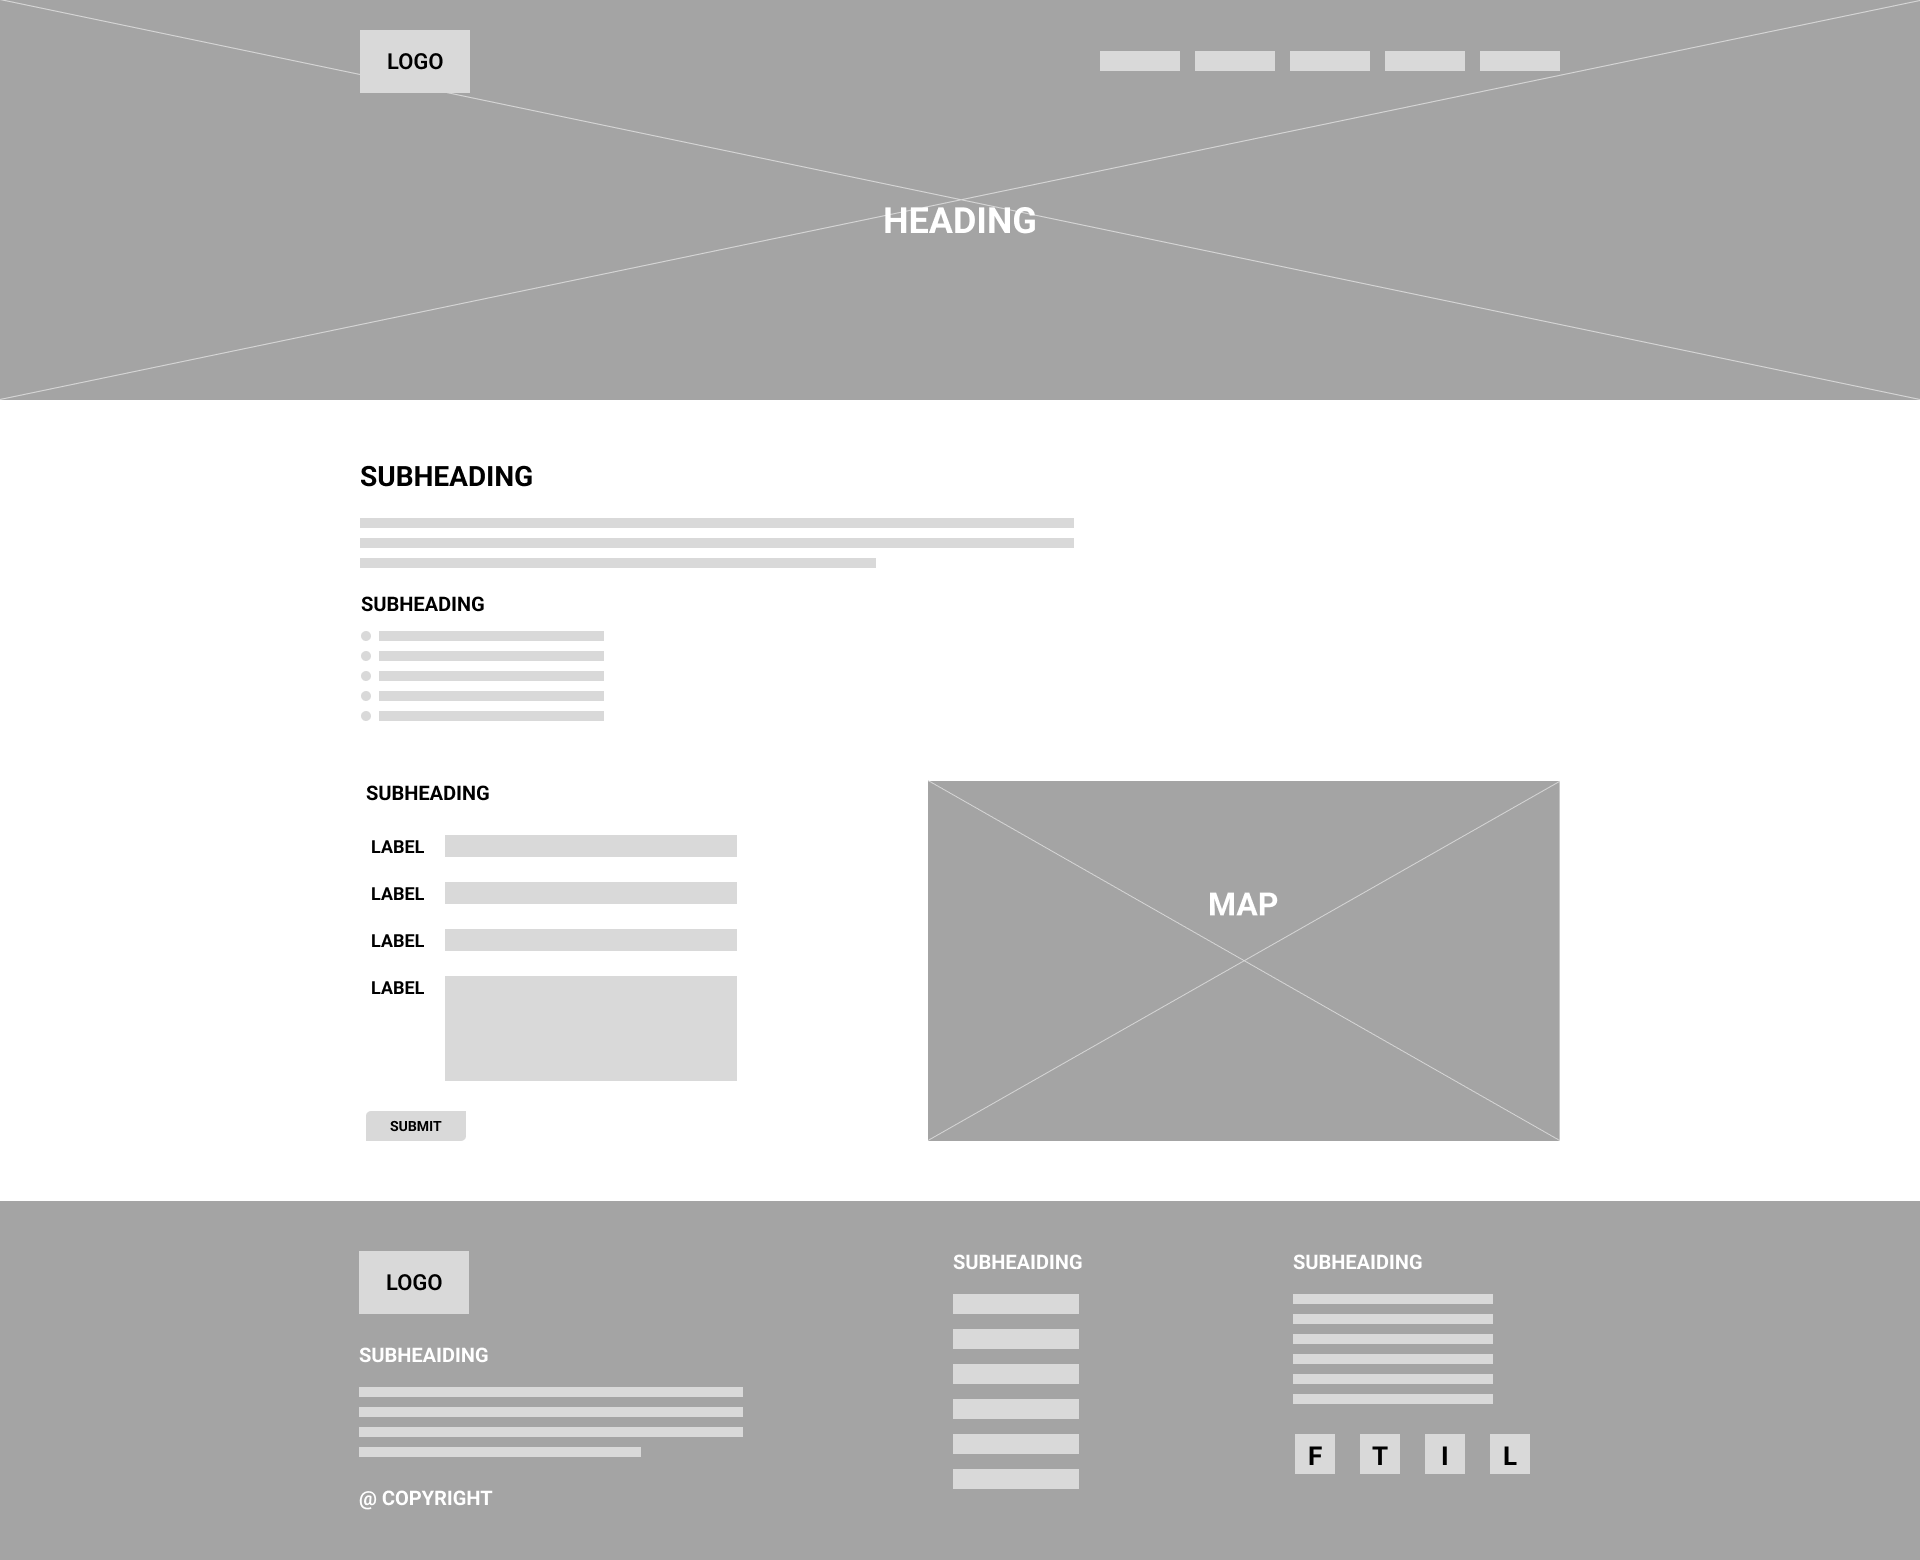 LOGO
HEADING
SUBHEADING
SUBHEADING
SUBHEADING
LABEL
LABEL
LABEL
LABEL
SUBMIT
MAP
LOGO
SUBHEAIDING
@ COPYRIGHT
SUBHEAIDING
SUBHEAIDING
F T I L